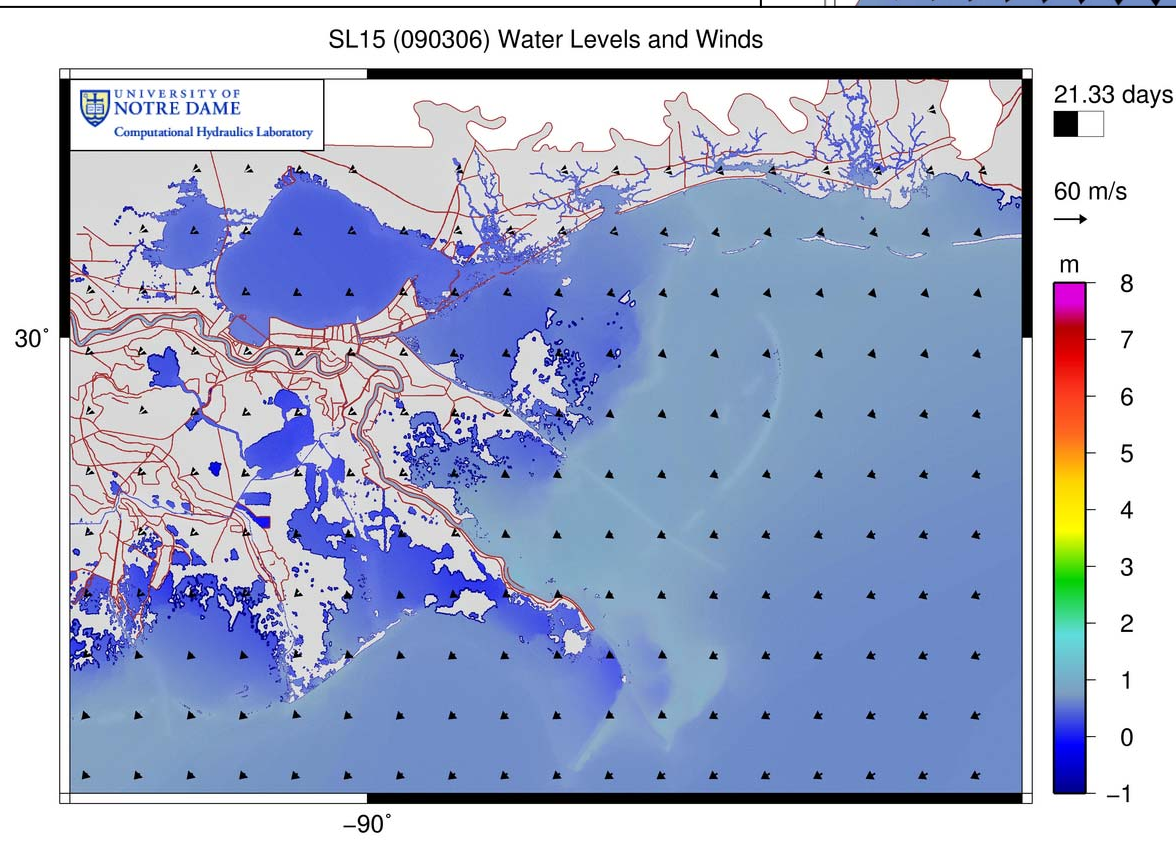 SL15 (090306) Water Levels and Winds
UNIVERSITY OF
NOTRE DAME
Computational Hydraulics Laboratory
21.33 days
60 m/s
m
8
7
6
5
4
3
2
1
0
−1
30°
−90°